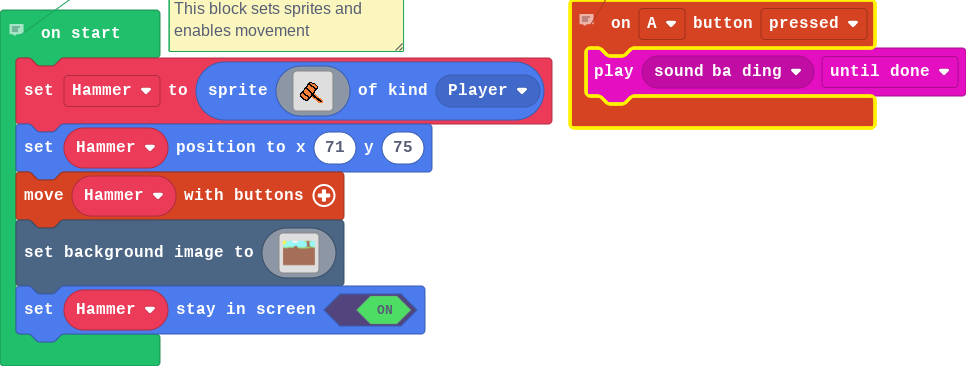 This block sets sprites and
enables movement
on start
set Hammer to sprite of kind Player
set Hammer position to x 71 y 75
move Hammer with buttons
set background image to
set Hammer stay in screen ON
on A button pressed
play sound ba ding until done